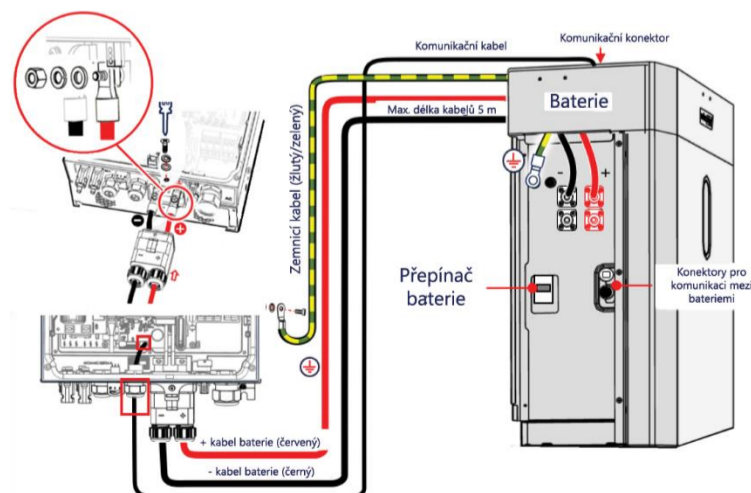 Komunikační kabel
Komunikační konektor
Baterie
Max. délka kabelů 5 m
Zemnicí kabel (žlutý/zelený)
-
+
-
+
Přepínač
baterie
Konektory pro
komunikaci mezi
bateriemi
-
+
+ kabel baterie (červený)
- kabel baterie (černý)